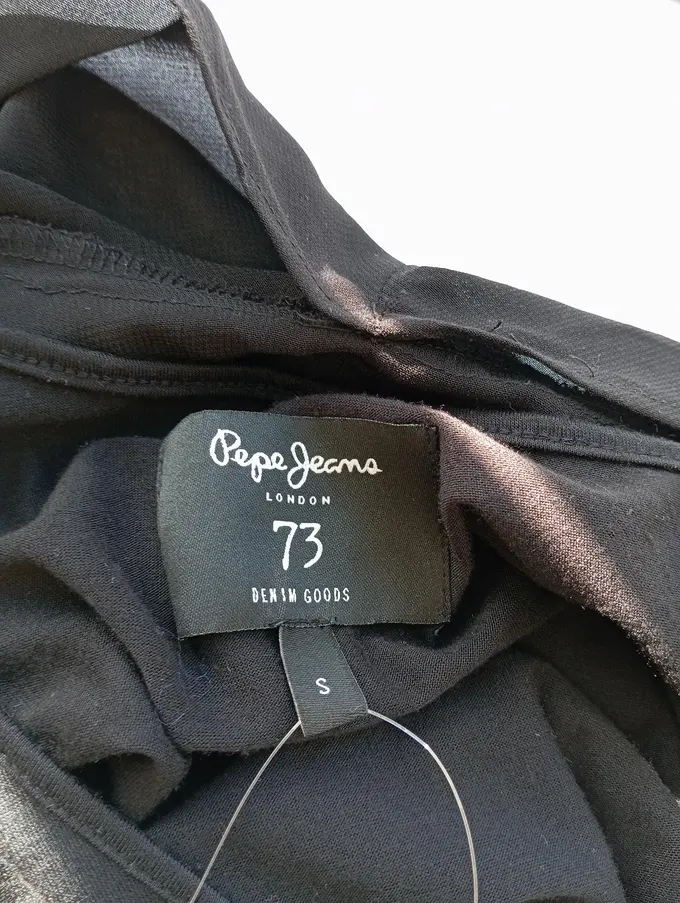 Pepe Jeans
LONDON
73
DENIM GOODS
S